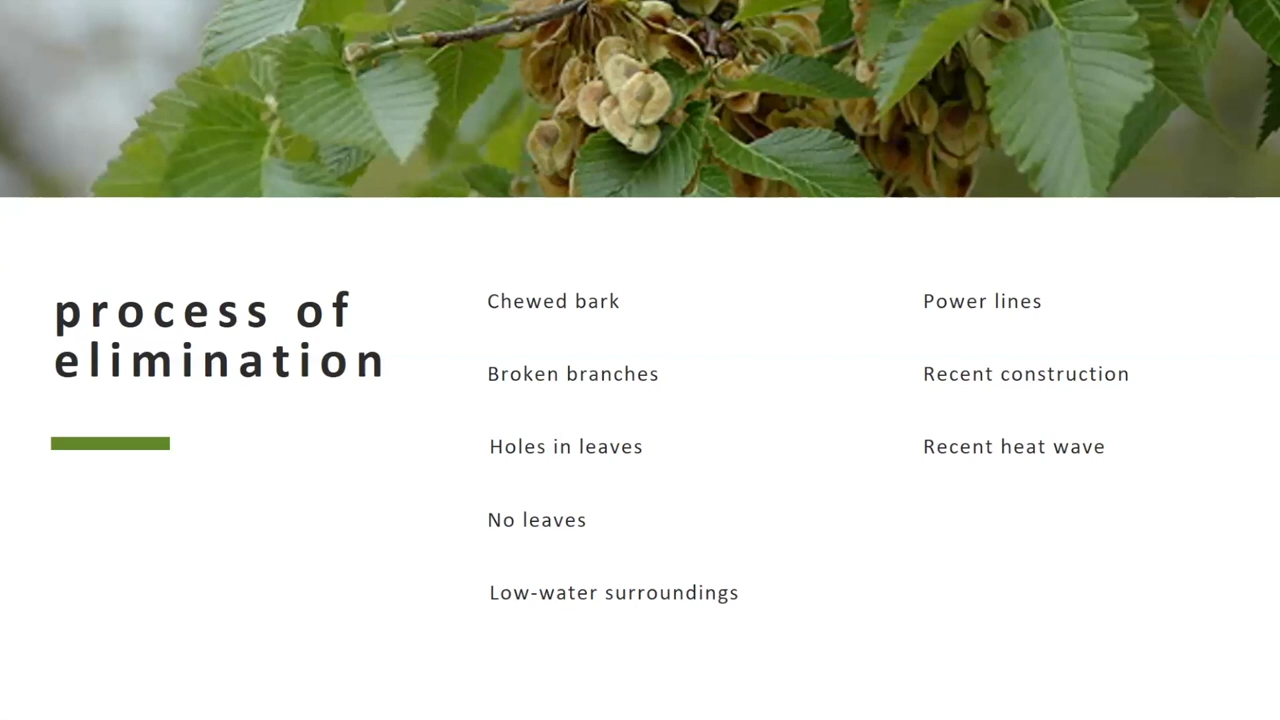 process of
elimination
Chewed bark
Broken branches
Holes in leaves
No leaves
Low-water surroundings
Power lines
Recent construction
Recent heat wave